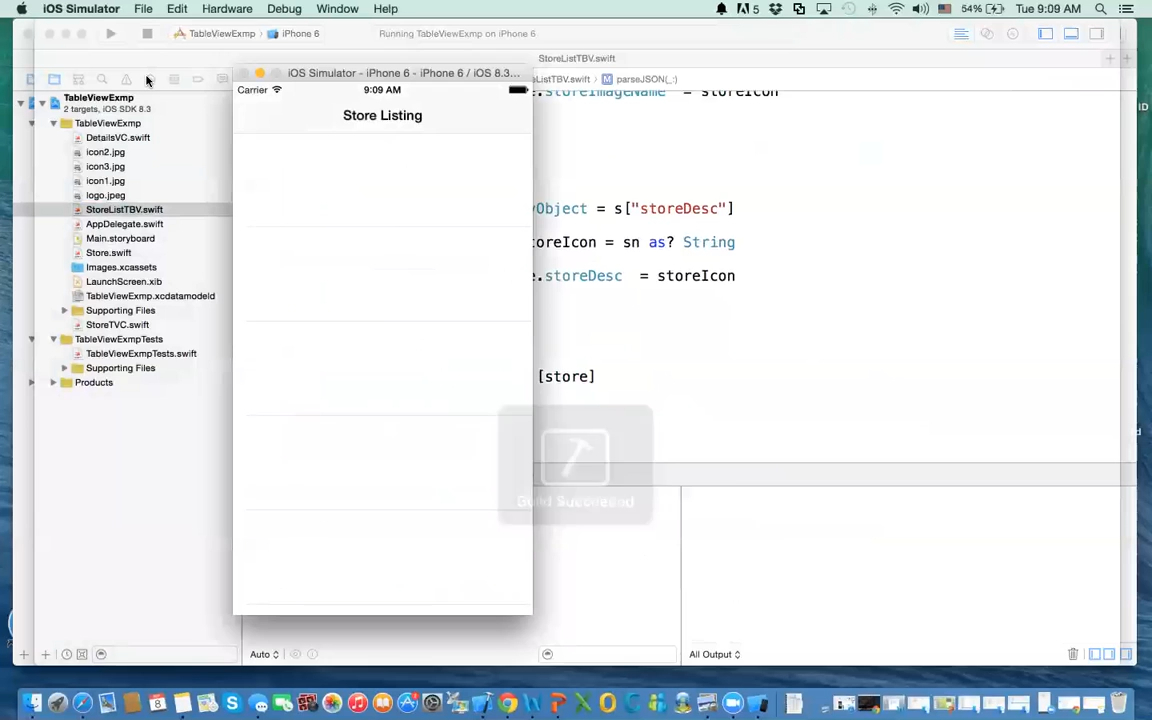 iOS Simulator File Edit Hardware Debug Window Help
5 54% Tue 9:09 AM
TableViewExmp iPhone 6 Running TableViewExmp on iPhone 6
StoreListTBV.swift
iOS Simulator - iPhone 6 - iPhone 6 / iOS 8.3...
stTBV.swift M parseJSON(_:)
Carrier 9:09 AM
Store Listing
TableViewExmp
2 targets, iOS SDK 8.3
TableViewExmp
DetailsVC.swift
icon2.jpg
icon3.jpg
icon1.jpg
logo.jpeg
StoreListTBV.swift
AppDelegate.swift
Main.storyboard
Store.swift
Images.xcassets
LaunchScreen.xib
TableViewExmp.xcdatamodeld
Supporting Files
StoreTVC.swift
TableViewExmpTests
TableViewExmpTests.swift
Supporting Files
Products
.storeImageName = storeIcon
yObject = s["storeDesc"]
toreIcon = sn as? String
e.storeDesc = storeIcon
[store]
Build Succeeded
Auto
All Output